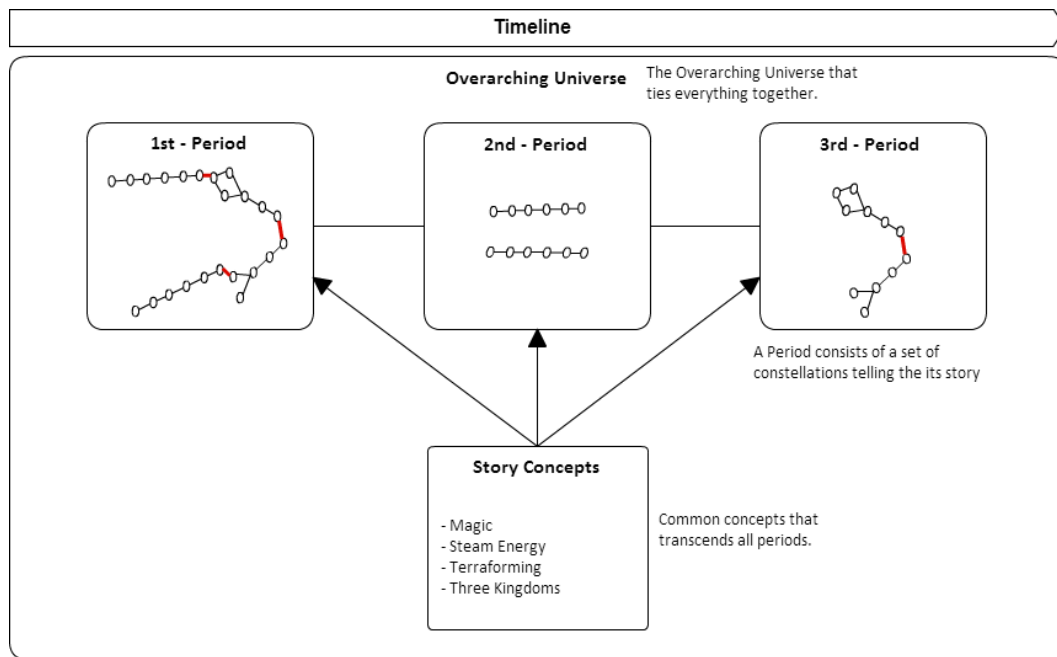 Timeline
Overarching Universe
The Overarching Universe that
ties everything together.
1st - Period
2nd - Period
3rd - Period
A Period consists of a set of
constellations telling the its story
Story Concepts
- Magic
- Steam Energy
- Terraforming
- Three Kingdoms
Common concepts that
transcends all periods.